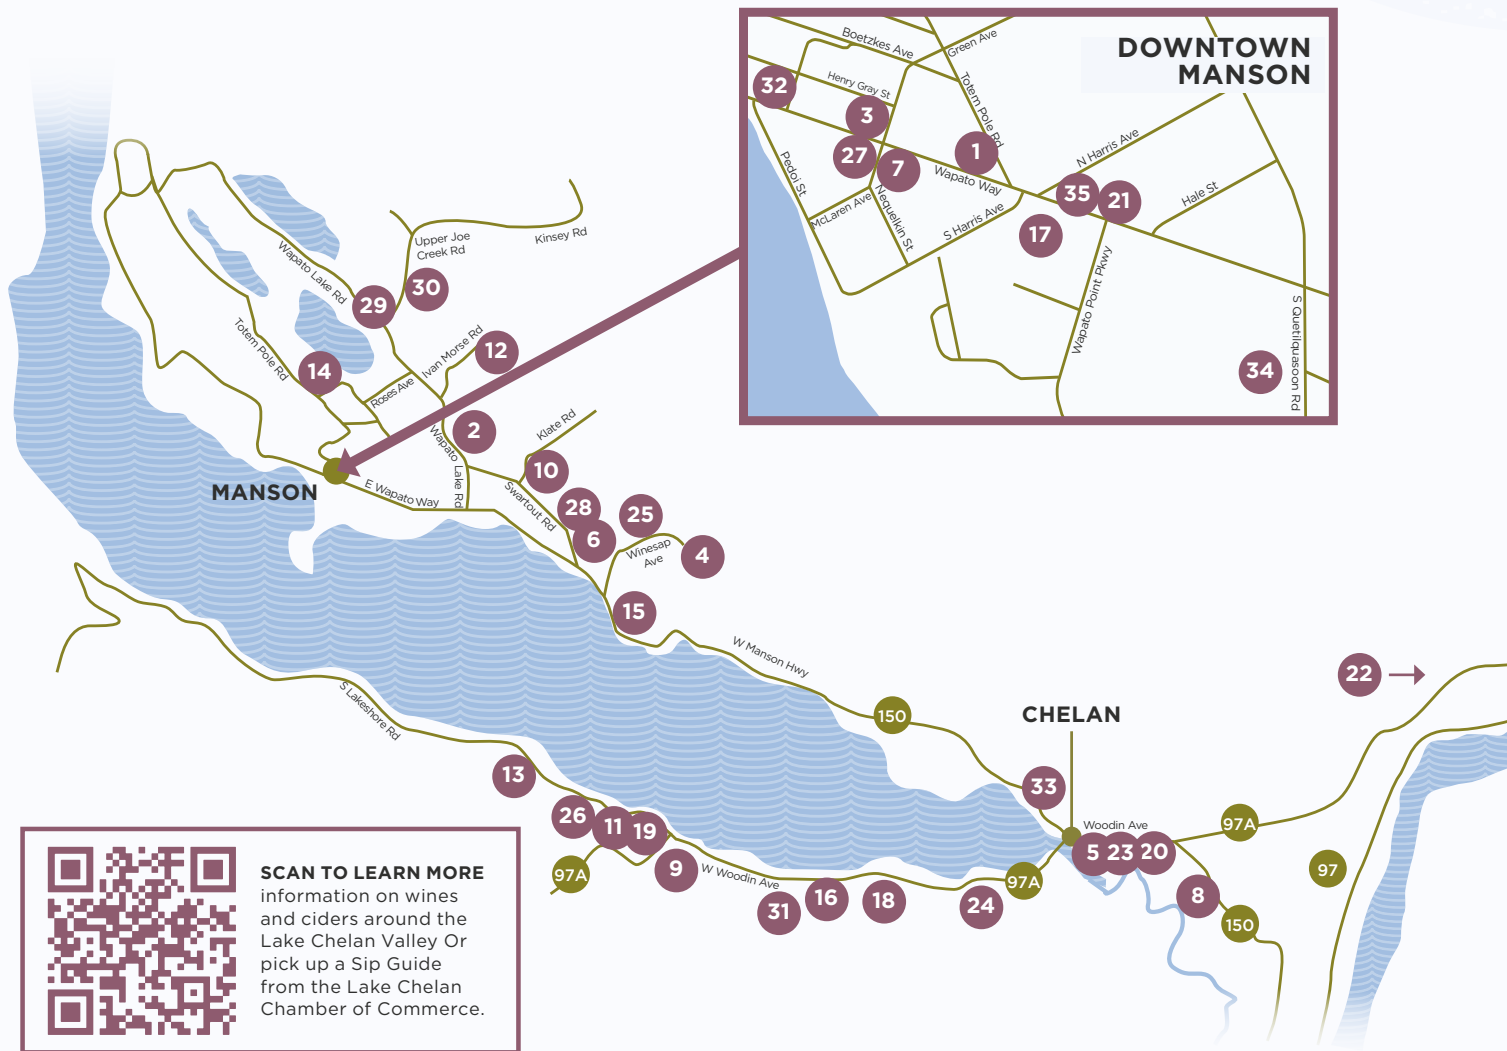 DOWNTOWN
MANSON
Boetzkes Ave
Green Ave
Henry Gray St
Totem Pole Rd
32
3
27
7
1
Wapato Way
N Harris Ave
Pedoi St
McLaren Ave
Nequelkin St
S Harris Ave
35
21
17
Hale St
Wapato Point Pkwy
S Quetilquasoon Rd
34
Upper Joe
Creek Rd
Kinsey Rd
Wapato Lake Rd
30
29
Totem Pole Rd
14
Ivan Morse Rd
12
Roses Ave
2
Wapato Lake Rd
Klate Rd
10
MANSON
E Wapato Way
Swartout Rd
28
25
6
Winesap
Ave
4
15
W Manson Hwy
22
S Lakeshore Rd
150
CHELAN
13
33
26
11
19
97A
9
W Woodin Ave
31
16
18
24
97A
Woodin Ave
5
23
20
97A
8
150
97
SCAN TO LEARN MORE
information on wines
and ciders around the
Lake Chelan Valley Or
pick up a Sip Guide
from the Lake Chelan
Chamber of Commerce.